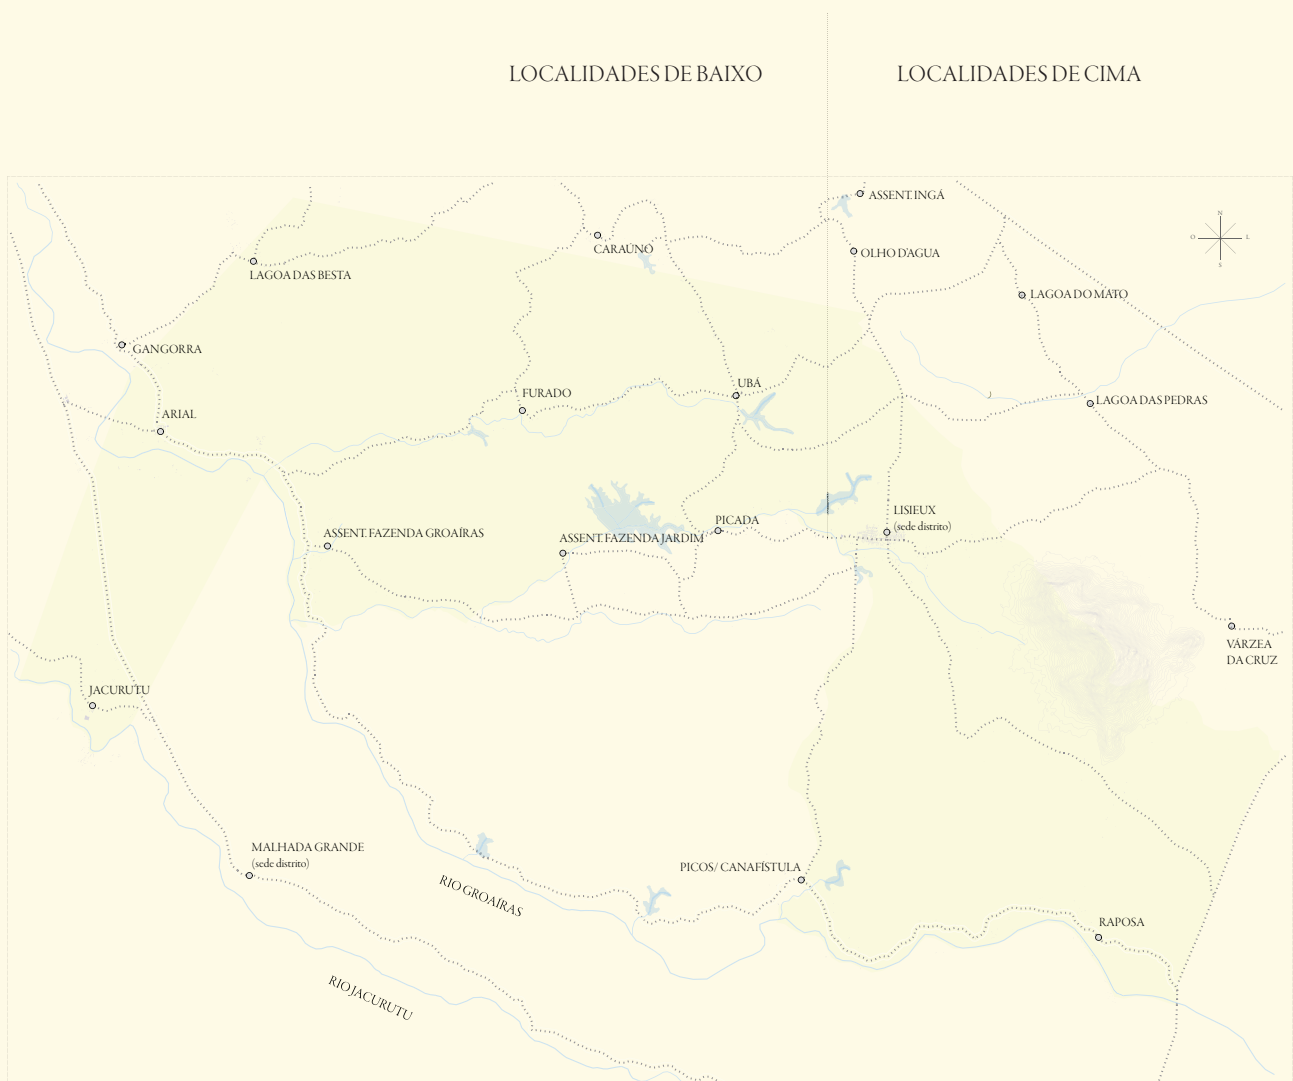 LOCALIDADES DE BAIXO
LOCALIDADES DE CIMA
ASSENT. INGÁ
N
O
L
S
CARAÚNO
OLHO D'AGUA
LAGOA DAS BESTA
LAGOA DO MATO
GANGORRA
UBÁ
FURADO
LAGOA DAS PEDRAS
ARIAL
LISIEUX
(sede distrito)
PICADA
ASSENT. FAZENDA GROAÍRAS
ASSENT. FAZENDA JARDIM
VÁRZEA
DA CRUZ
JACURUTU
MALHADA GRANDE
(sede distrito)
PICOS/ CANAFÍSTULA
RIO GROAÍRAS
RAPOSA
RIO JACURUTU